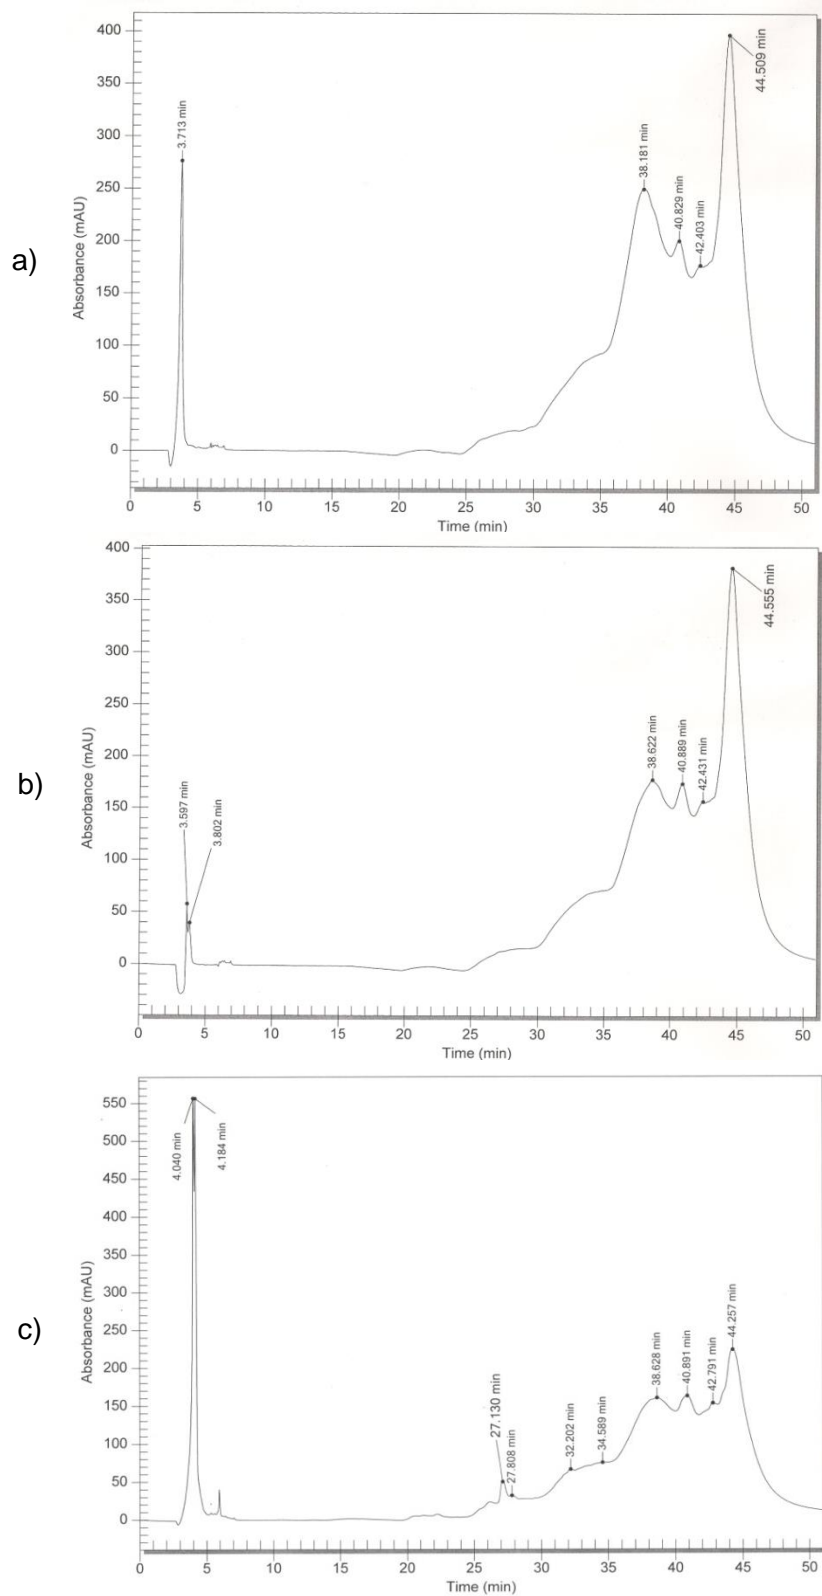 a)
Absorbance (mAU)
400
350
300
250
200
150
100
50
0
3.713 min
38.181 min
40.829 min
42.403 min
44.509 min
0 5 10 15 20 25 30 35 40 45 50
Time (min)
b)
Absorbance (mAU)
400
350
300
250
200
150
100
50
0
3.597 min
3.802 min
38.622 min
40.889 min
42.431 min
44.555 min
0 5 10 15 20 25 30 35 40 45 50
Time (min)
c)
Absorbance (mAU)
550
500
450
400
350
300
250
200
150
100
50
0
4.040 min
4.184 min
27.130 min
27.808 min
32.202 min
34.589 min
38.628 min
40.891 min
42.791 min
44.257 min
0 5 10 15 20 25 30 35 40 45 50
Time (min)